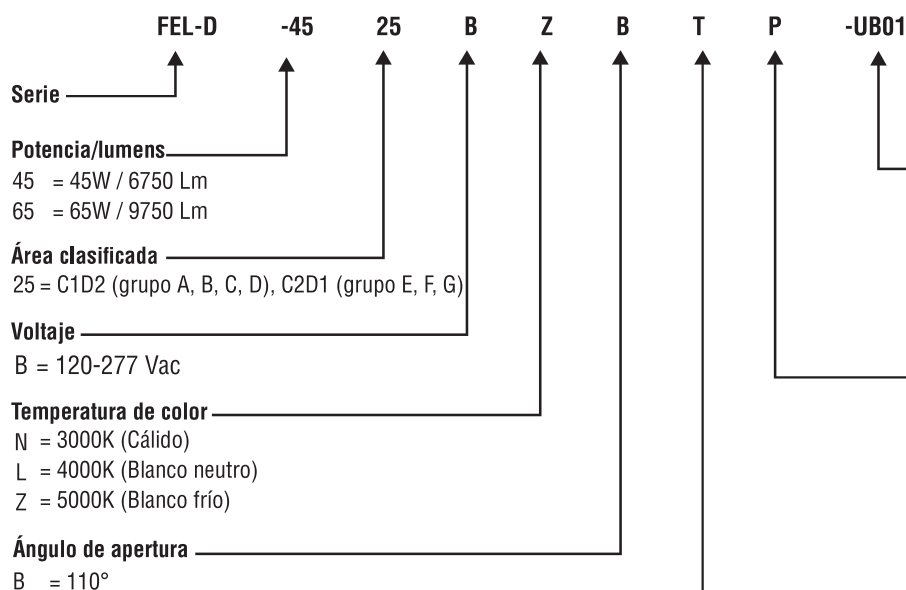 FEL-D -45 25 B Z B T P -UB01
Serie
Potencia/lumens
45 = 45W / 6750 Lm
65 = 65W / 9750 Lm
Área clasificada
25 = C1D2 (grupo A, B, C, D), C2D1 (grupo E, F, G)
Voltaje
B = 120-277 Vac
Temperatura de color
N = 3000K (Cálido)
L = 4000K (Blanco neutro)
Z = 5000K (Blanco frío)
Ángulo de apertura
B = 110°